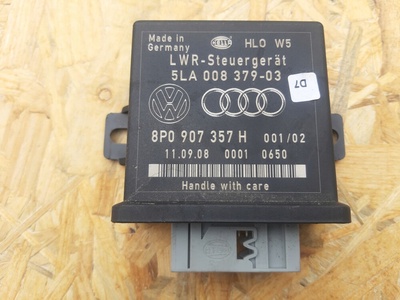 Made in Germany
HELLA
HLO W5
LWR-Steuergerät
5LA 008 379-03
D7
8P0 907 357 H 001/02
11.09.08 0001 0650
Handle with care